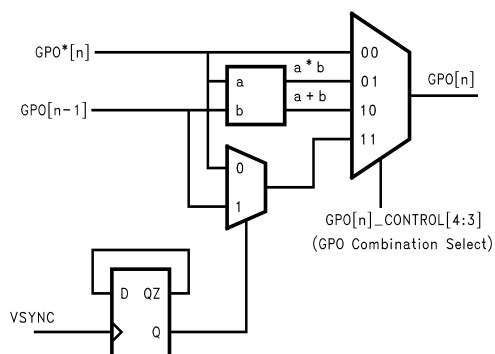 GPO*[n]
00
a * b
a
01
GPO[n]
a + b
GPO[n-1]
b
10
11
0
1
GPO[n]_CONTROL[4:3]
(GPO Combination Select)
D QZ
VSYNC
Q